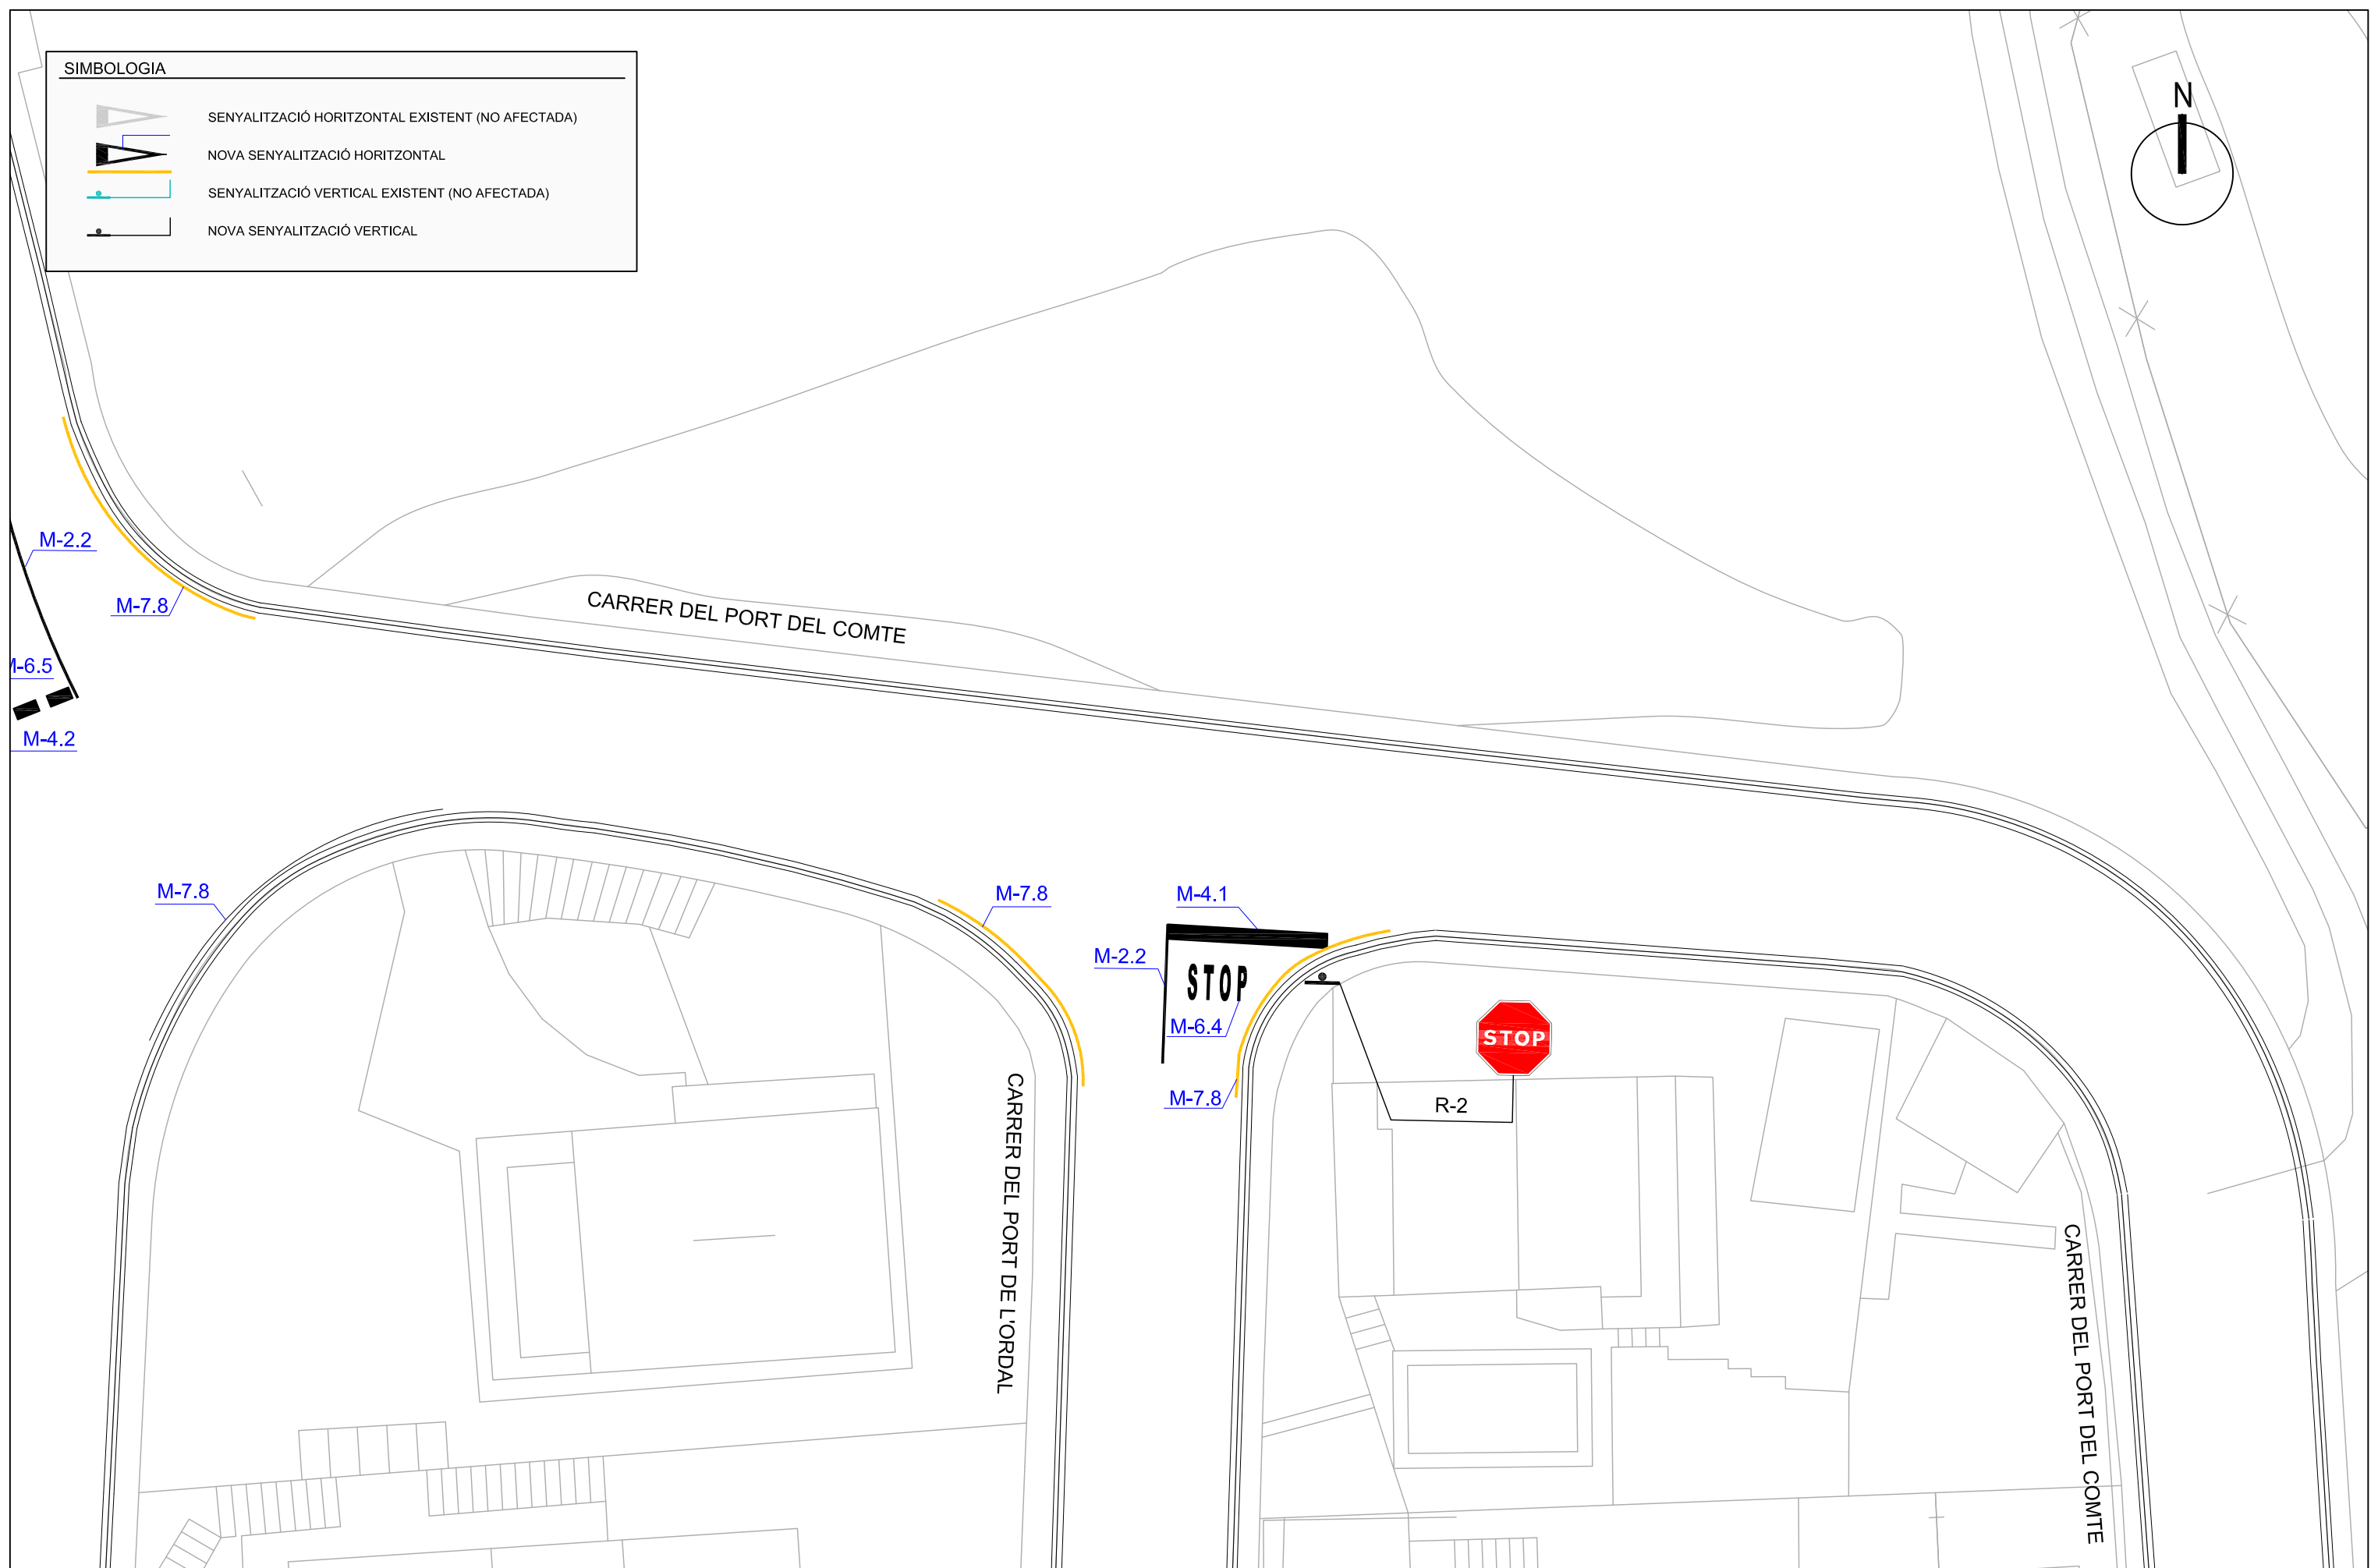 SIMBOLOGIA
SENYALITZACIÓ HORITZONTAL EXISTENT (NO AFECTADA)
NOVA SENYALITZACIÓ HORITZONTAL
SENYALITZACIÓ VERTICAL EXISTENT (NO AFECTADA)
NOVA SENYALITZACIÓ VERTICAL
N
M-2.2
M-7.8
CARRER DEL PORT DEL COMTE
M-6.5
M-4.2
M-7.8
M-7.8
M-4.1
M-2.2
STOP
M-6.4
STOP
M-7.8
R-2
CARRER DEL PORT DE L'ORDAL
CARRER DEL PORT DEL COMTE